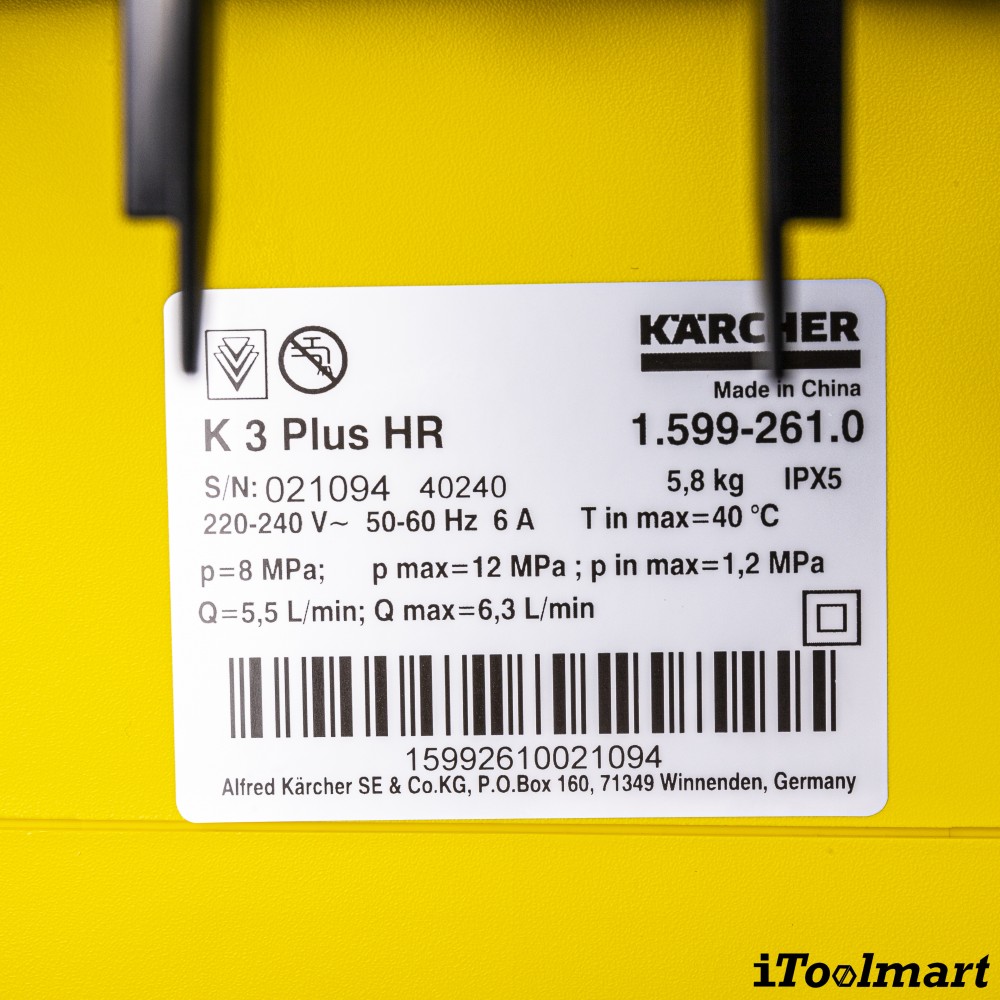 KÄRCHER
Made in China
K 3 Plus HR 1.599-261.0
S/N: 021094 40240 5,8 kg IPX5
220-240 V~ 50-60 Hz 6 A T in max=40 °C
p=8 MPa; p max=12 MPa ; p in max=1,2 MPa
Q=5,5 L/min; Q max=6,3 L/min
15992610021094
Alfred Kärcher SE & Co.KG, P.O.Box 160, 71349 Winnenden, Germany
iToolmart